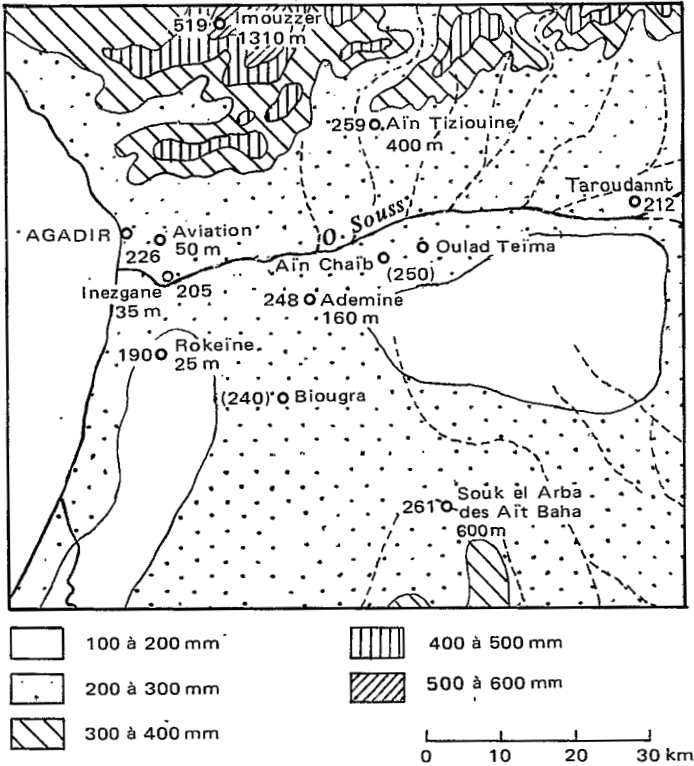 519 Imouzzer
1310 m
259 Aïn Tiziouine
400 m
Taroudannt
212
O. Souss
AGADIR
Aviation
50 m
226
Oulad Teïma
Aïn Chaïb
(250)
Inezgane
35 m
205
248 Ademine
160 m
190 Rokeïne
25 m
(240) Biougra
261 Souk el Arba
des Aït Baha
600 m
100 à 200 mm
200 à 300 mm
300 à 400 mm
400 à 500 mm
500 à 600 mm
0 10 20 30 km